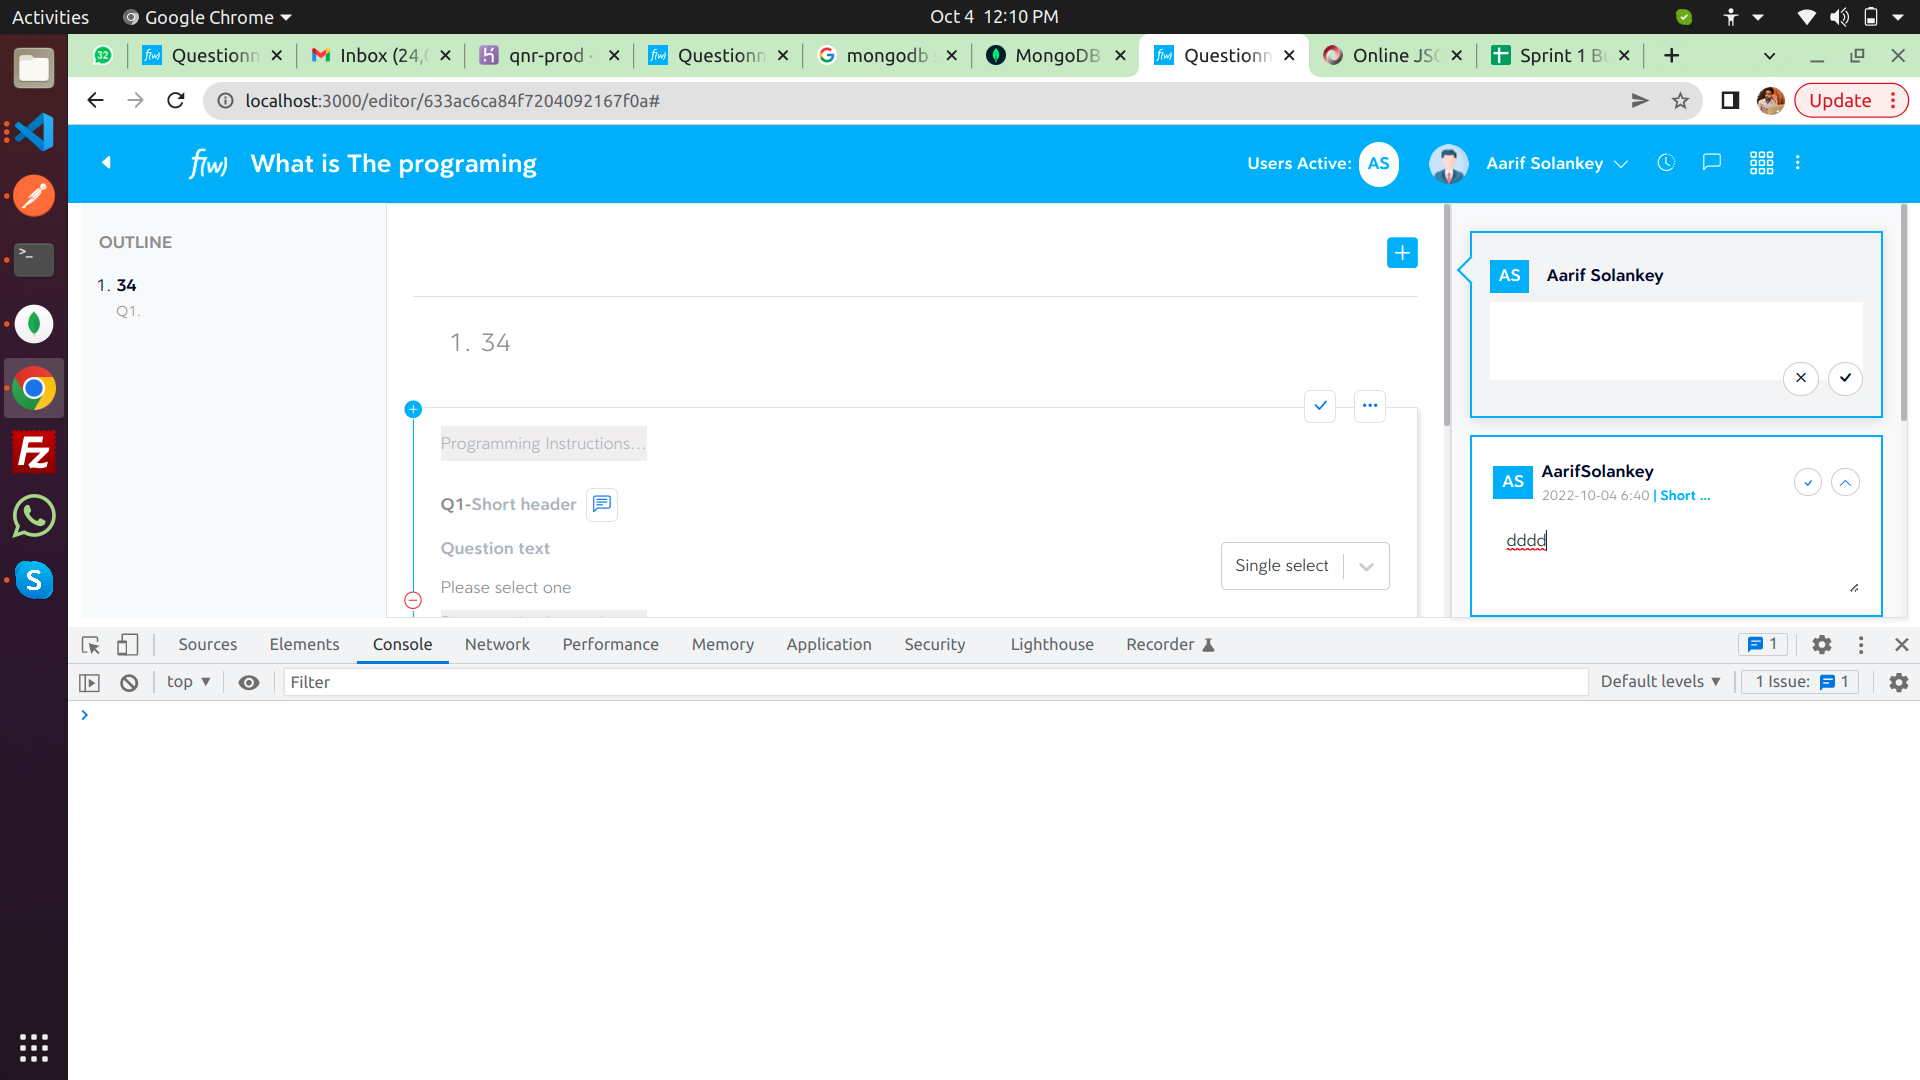 Activities Google Chrome Oct 4 12:10 PM
32 Questionn Inbox (24, qnr-prod - Questionn mongodb MongoDB Questionn Online JS Sprint 1 B
localhost:3000/editor/633ac6ca84f7204092167f0a# Update
f(w) What is The programing Users Active: AS Aarif Solankey
OUTLINE
1. 34
Q1.
1. 34
Programming Instructions...
Q1-Short header
Question text
Single select
Please select one
AS Aarif Solankey
AS AarifSolankey
2022-10-04 6:40 | Short ...
dddd
Sources Elements Console Network Performance Memory Application Security Lighthouse Recorder 1
top Filter Default levels 1 Issue: 1